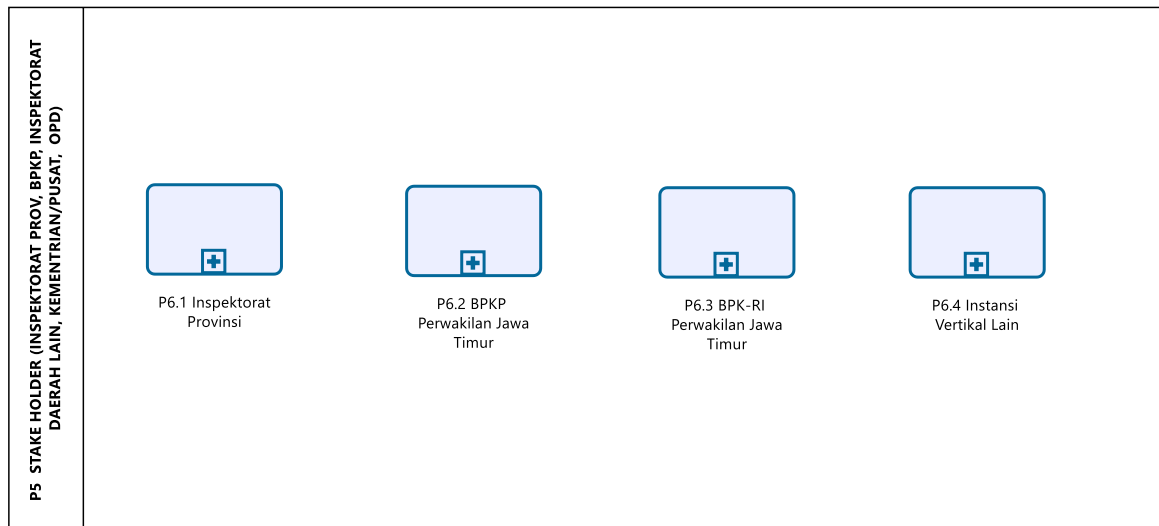 P5 STAKE HOLDER (INSPEKTORAT PROV, BPKP, INSPEKTORAT
DAERAH LAIN, KEMENTRIAN/PUSAT, OPD)
P6.1 Inspektorat
Provinsi
P6.2 BPKP
Perwakilan Jawa
Timur
P6.3 BPK-RI
Perwakilan Jawa
Timur
P6.4 Instansi
Vertikal Lain